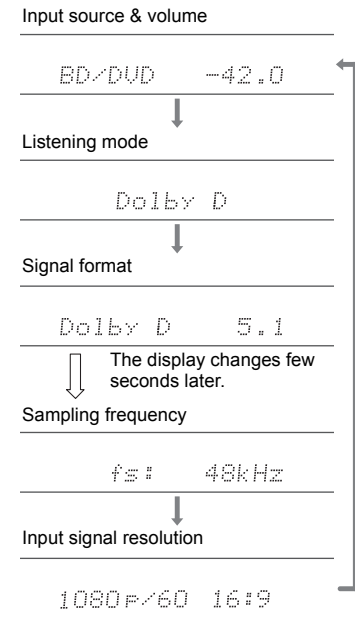 Input source & volume
BD/DVD -42.0
Listening mode
Dolby D
Signal format
Dolby D 5.1
The display changes few
seconds later.
Sampling frequency
fs: 48kHz
Input signal resolution
1080p/60 16:9